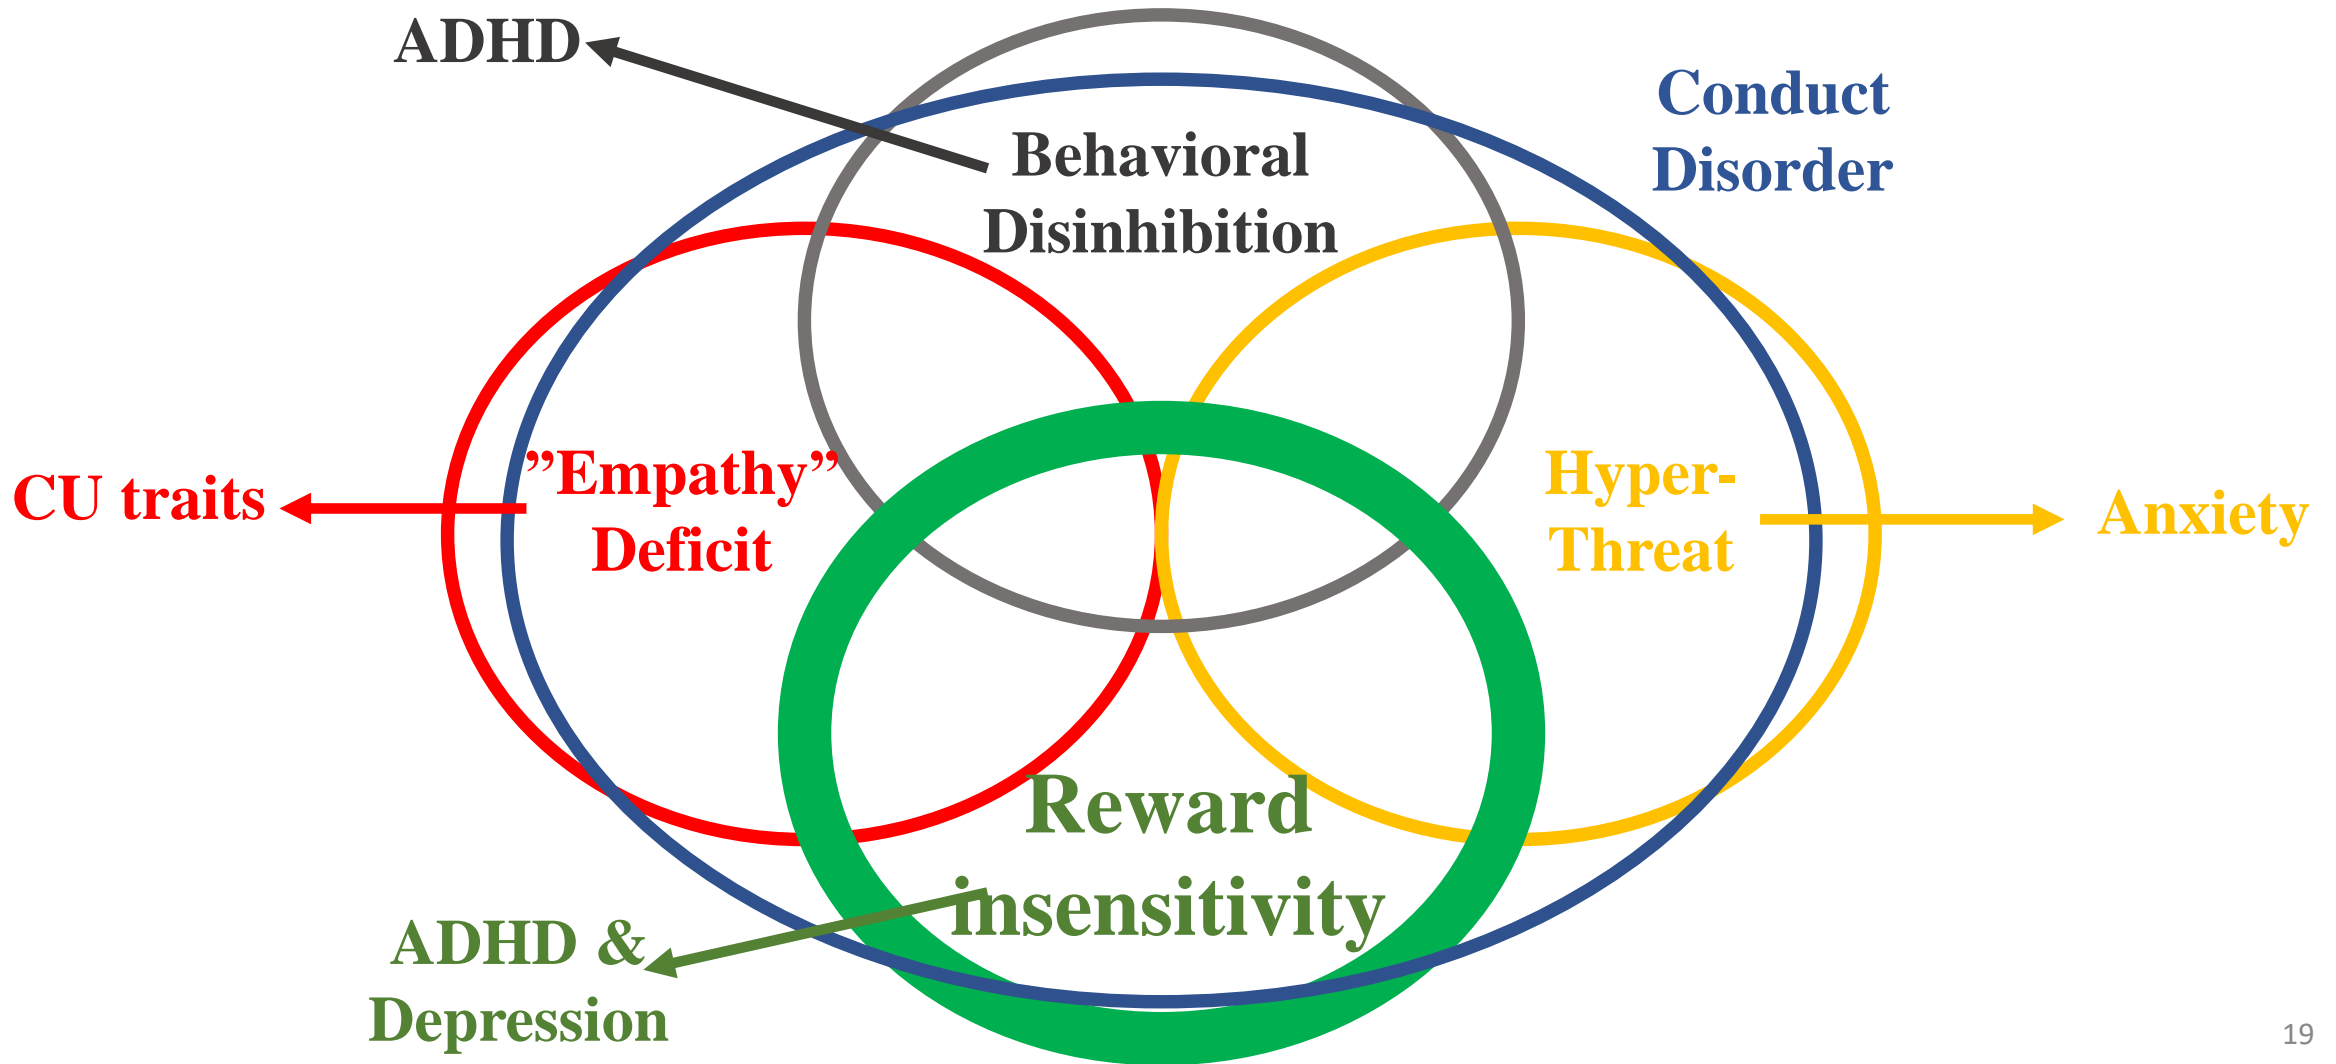 ADHD
Conduct
Disorder
Behavioral
Disinhibition
CU traits
”Empathy”
Deficit
Hyper-
Threat
Anxiety
Reward
insensitivity
ADHD &
Depression
19